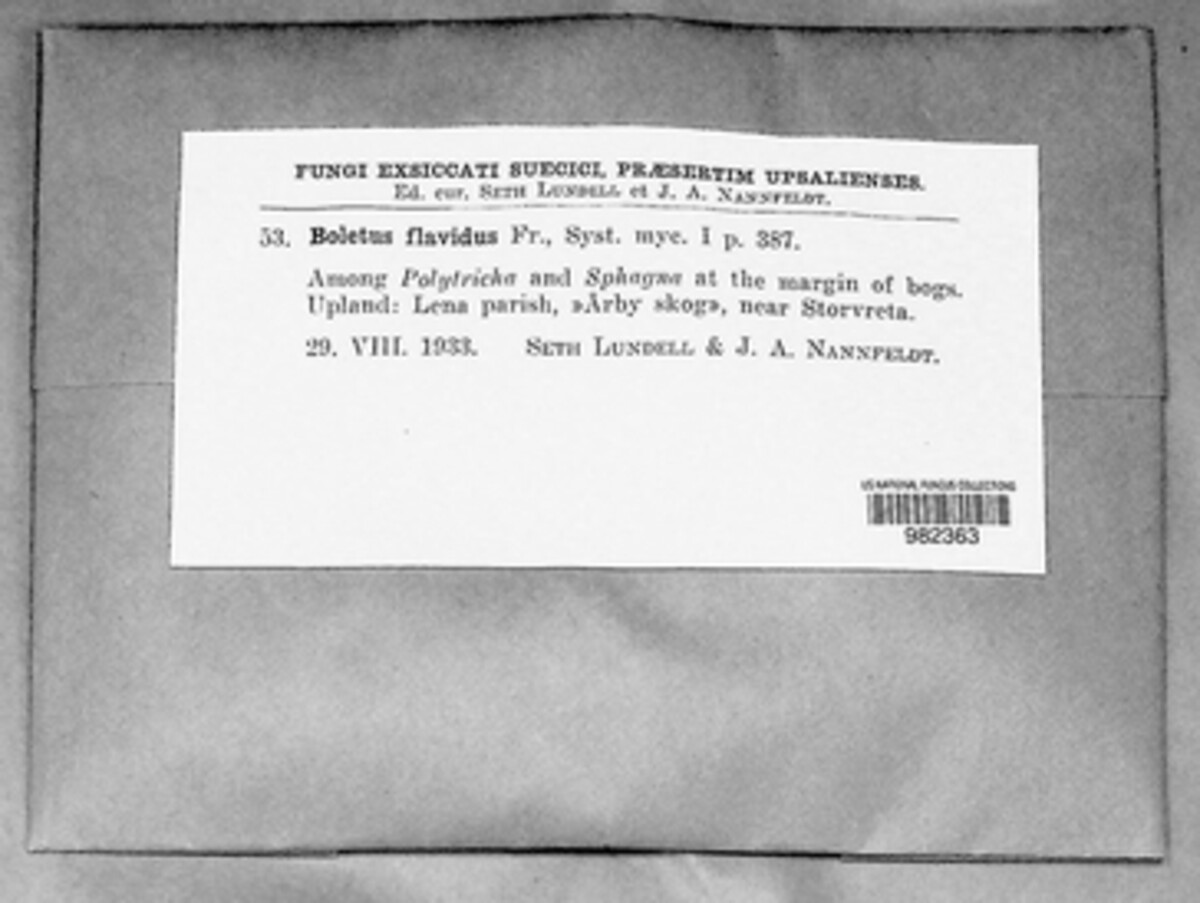 FUNGI EXSICCATI SUECICI, PRÆSERTIM UPSALIENSES.
Ed. cur. SETH LUNDELL et J. A. NANNFELDT.
53. Boletus flavidus Fr., Syst. myc. I p. 387.
Among Polytricha and Sphagna at the margin of bogs.
Upland: Lena parish, »Årby skog», near Storvreta.
29. VIII. 1933. SETH LUNDELL & J. A. NANNFELDT.
US NATIONAL FUNGUS COLLECTIONS
982363